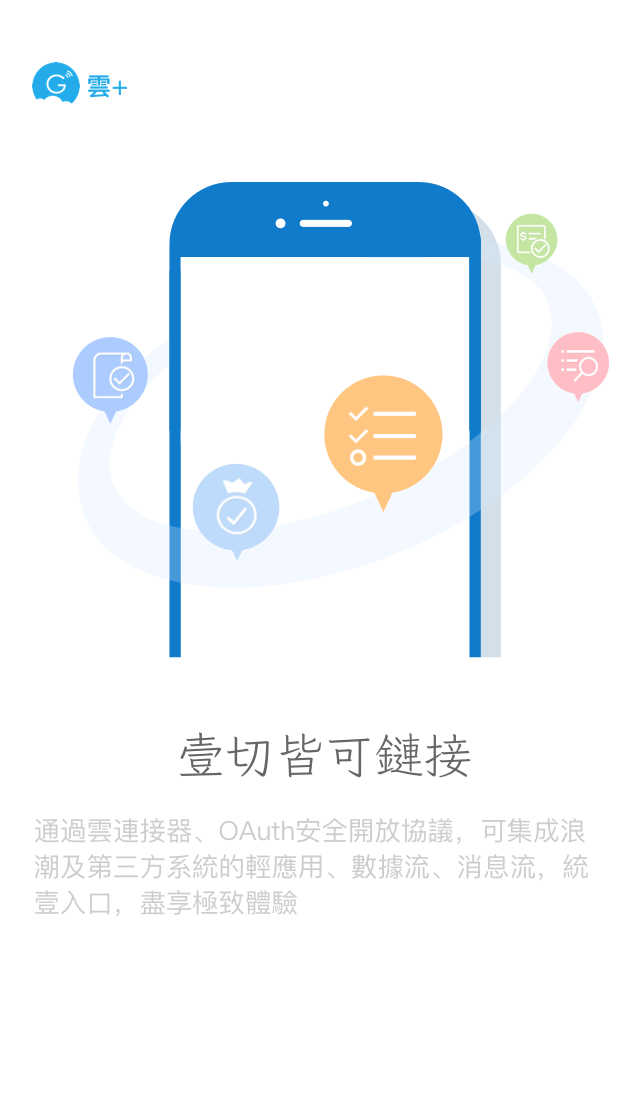 G 雲+
壹切皆可鏈接
通過雲連接器、OAuth安全開放協議，可集成浪
潮及第三方系統的輕應用、數據流、消息流，統
壹入口，盡享極致體驗